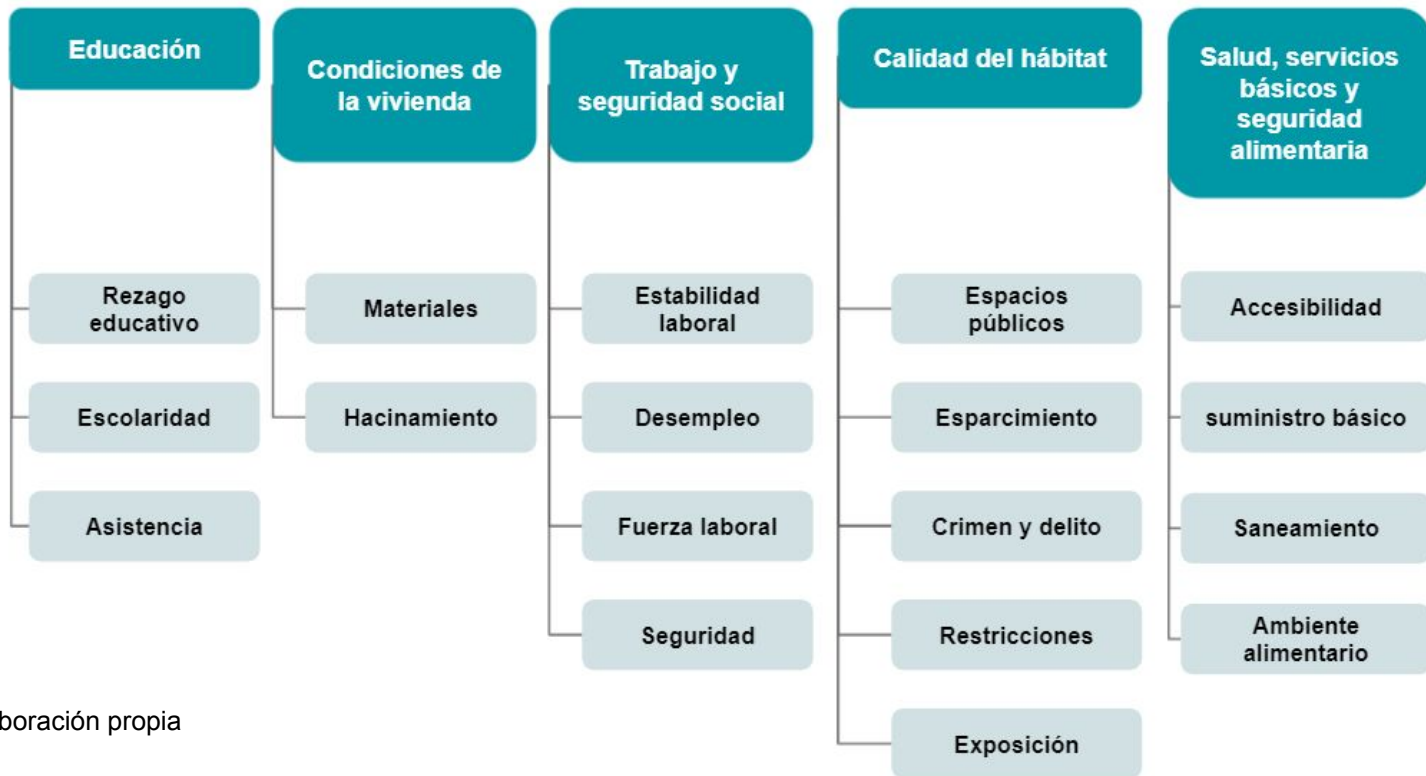 Educación
Rezago
educativo
Escolaridad
Asistencia
Condiciones de
la vivienda
Materiales
Hacinamiento
Trabajo y
seguridad social
Estabilidad
laboral
Desempleo
Fuerza laboral
Seguridad
Calidad del hábitat
Espacios
públicos
Esparcimiento
Crimen y delito
Restricciones
Exposición
Salud, servicios
básicos y
seguridad
alimentaria
Accesibilidad
suministro básico
Saneamiento
Ambiente
alimentario
boración propia